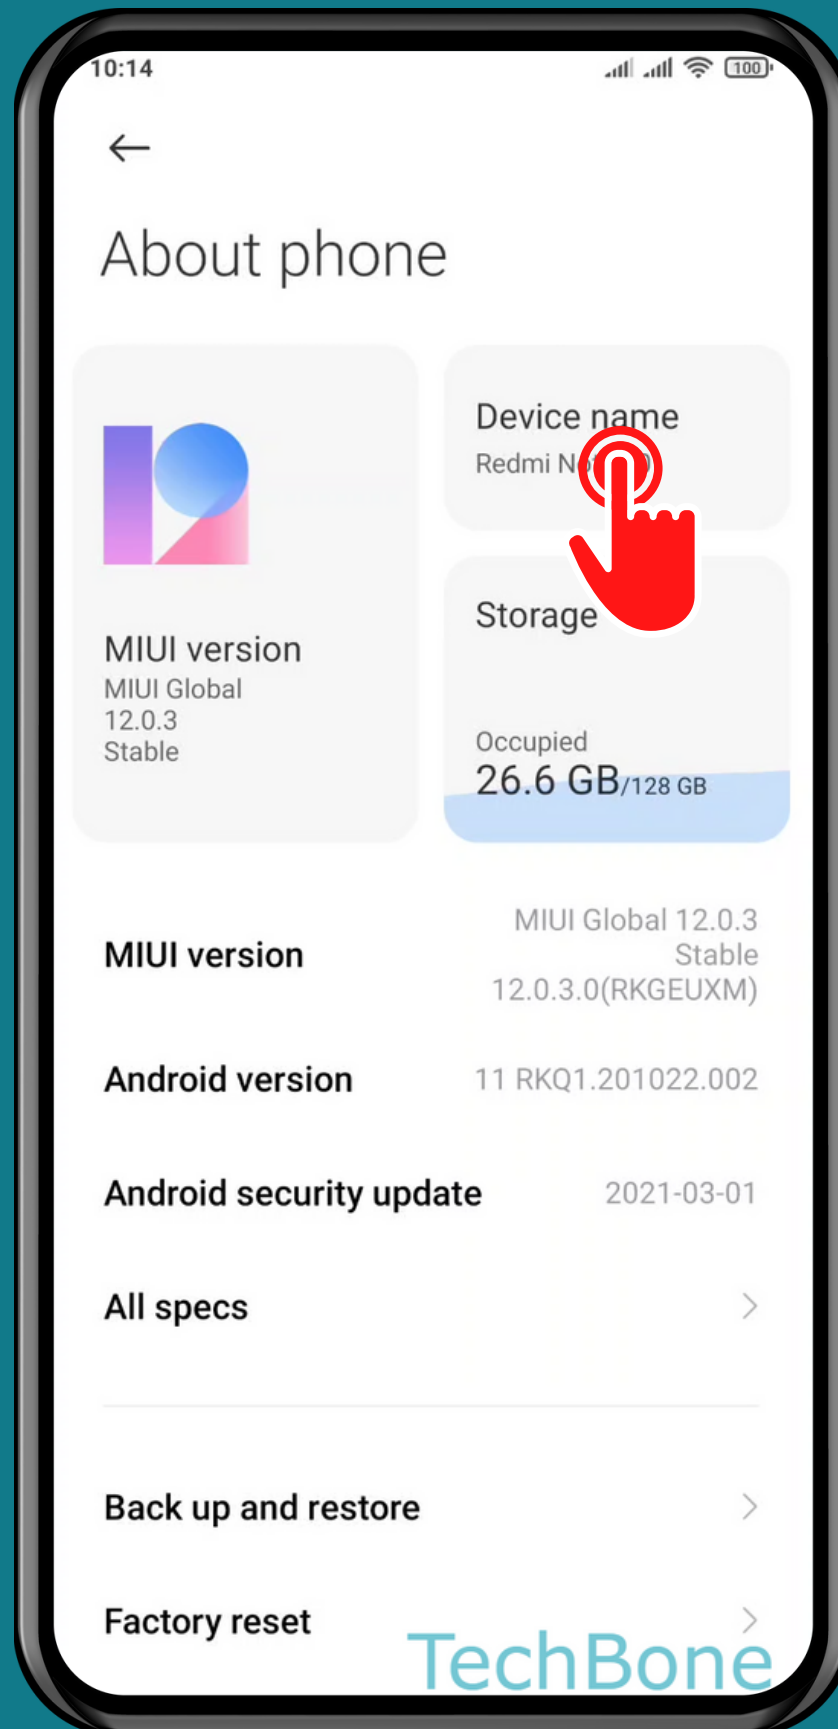 10:14
100
About phone
Device name
Redmi
Storage
Occupied
26.6 GB/128 GB
MIUI version
MIUI Global
12.0.3
Stable
MIUI version
MIUI Global 12.0.3
Stable
12.0.3.0(RKGEUXM)
Android version
11 RKQ1.201022.002
Android security update
2021-03-01
All specs
Back up and restore
Factory reset
TechBone